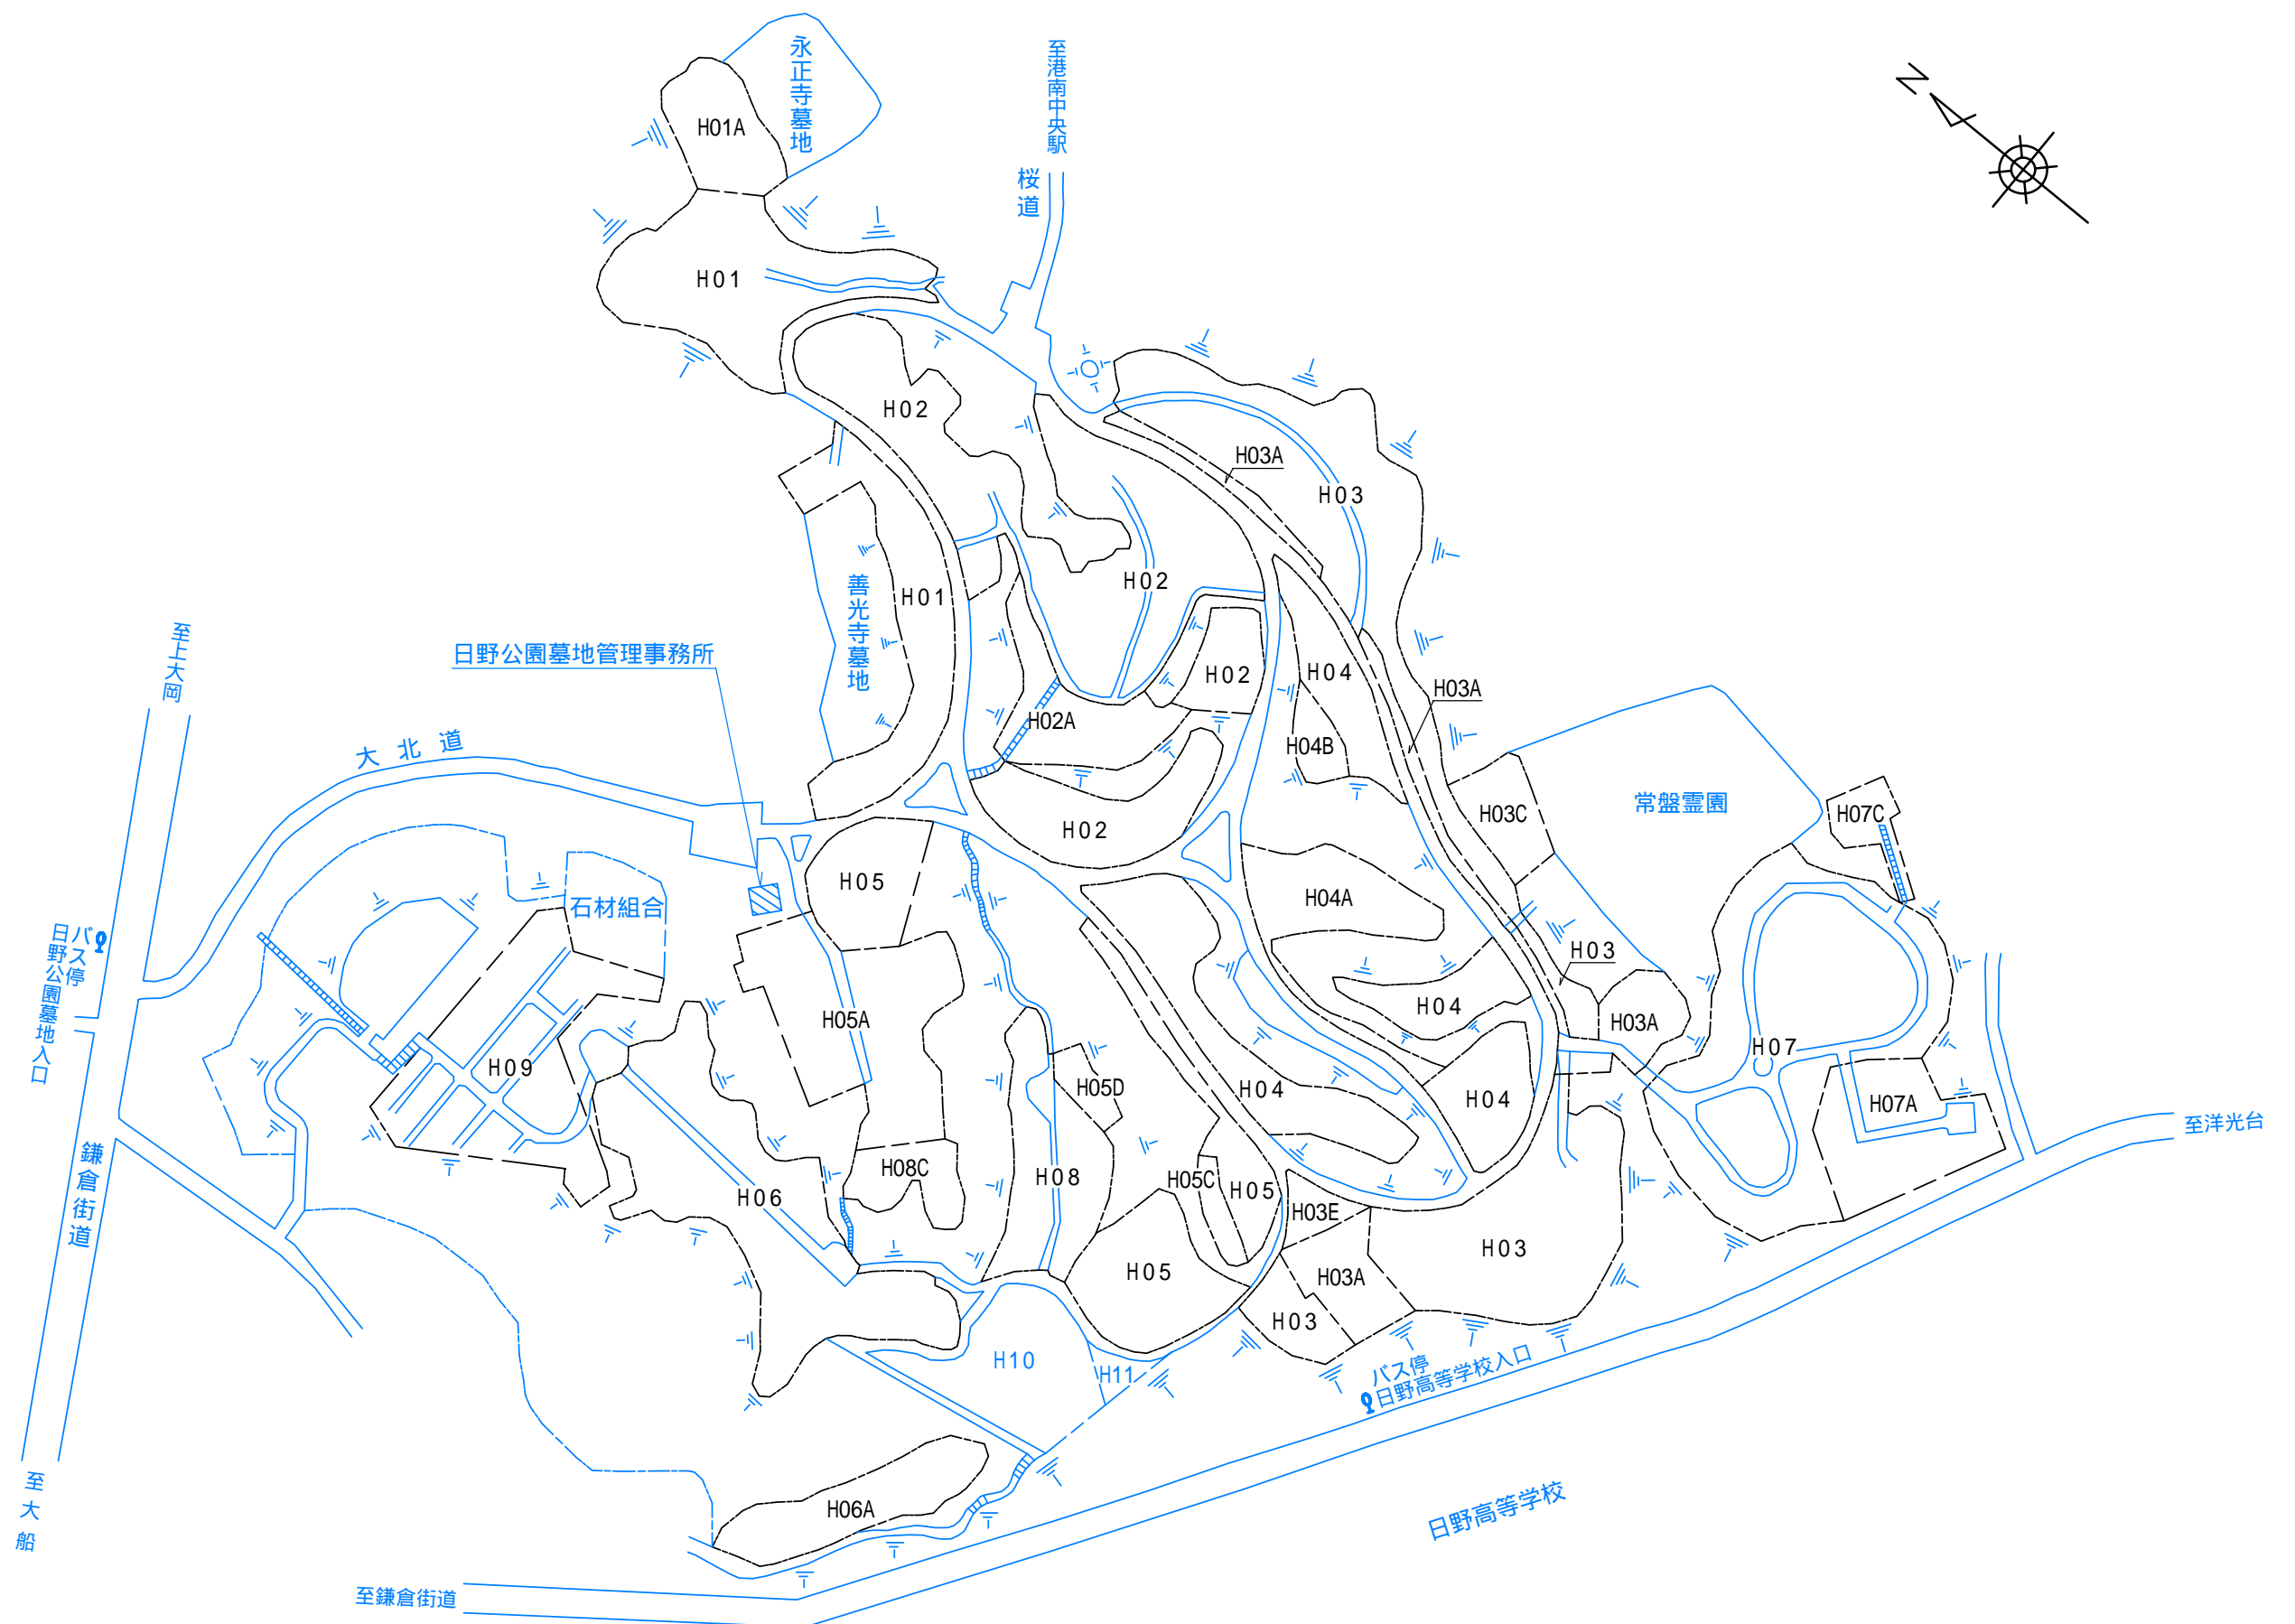 永正寺墓地
至港南中央駅
N
H01A
桜道
H01
H02
H03A
H03
善光寺墓地
H01
H02
日野公園墓地管理事務所
至上大岡
H02
H04
H03A
H02A
大北道
H04B
常盤霊園
H03C
H07C
H02
H05
H04A
石材組合
バス停
日野公園墓地入口
H03
H04
H05A
H03A
H07
H09
H05D
H04
H04
H07A
至洋光台
鎌倉街道
H08C
H08
H05C
H05
H06
H03E
H03
H05
H03A
H03
H10
H11
バス停
日野高等学校入口
至大船
H06A
日野高等学校
至鎌倉街道